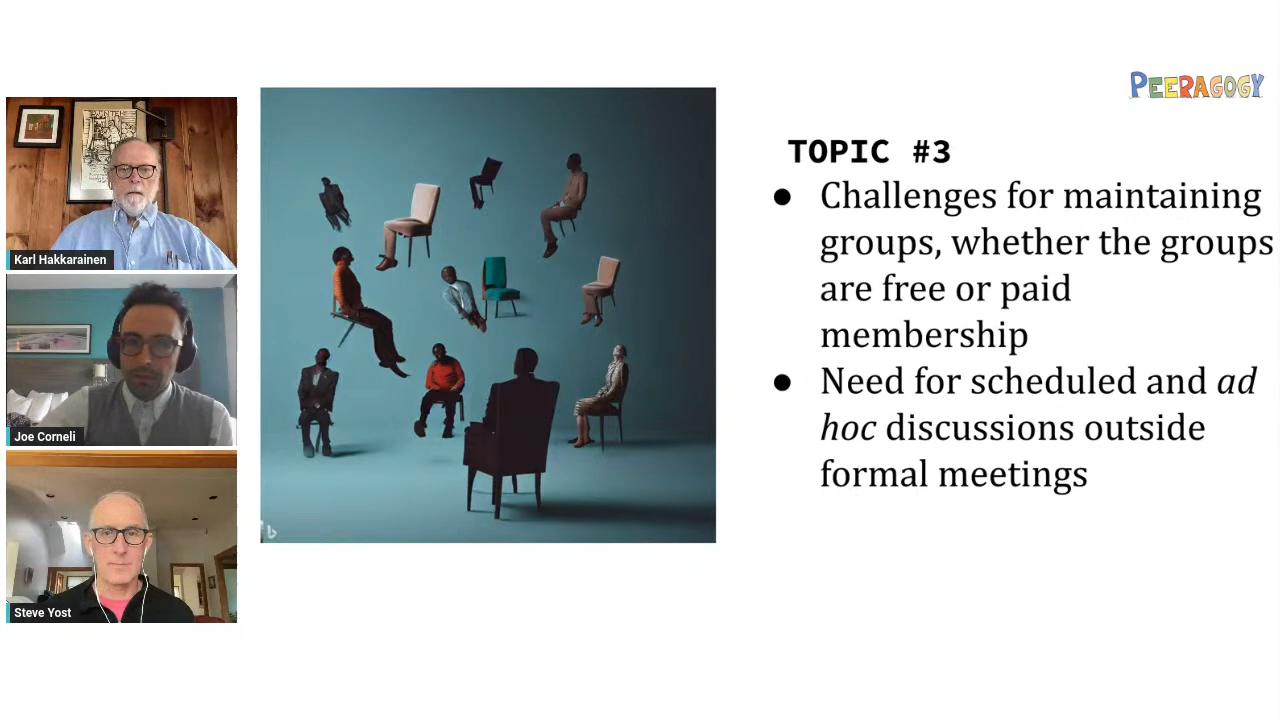 PEERAGOGY
Karl Hakkarainen
Joe Corneli
Steve Yost
b
TOPIC #3
● Challenges for maintaining
groups, whether the groups
are free or paid
membership
● Need for scheduled and ad
hoc discussions outside
formal meetings